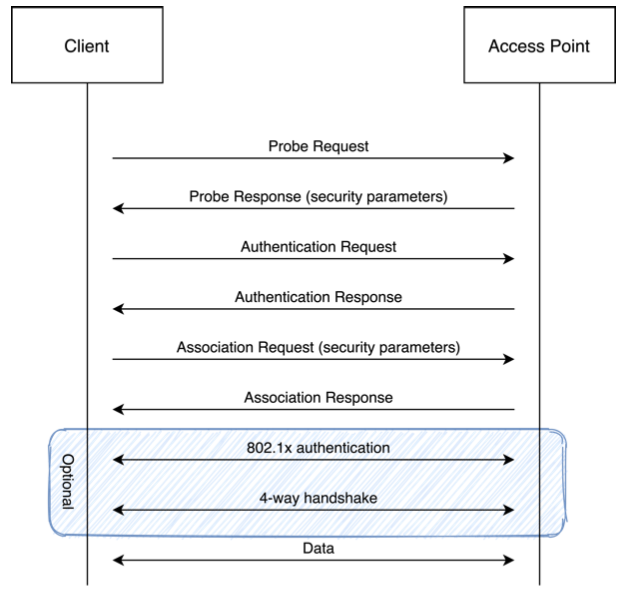 Client
Access Point
Probe Request
Probe Response (security parameters)
Authentication Request
Authentication Response
Association Request (security parameters)
Association Response
Optional
802.1x authentication
4-way handshake
Data